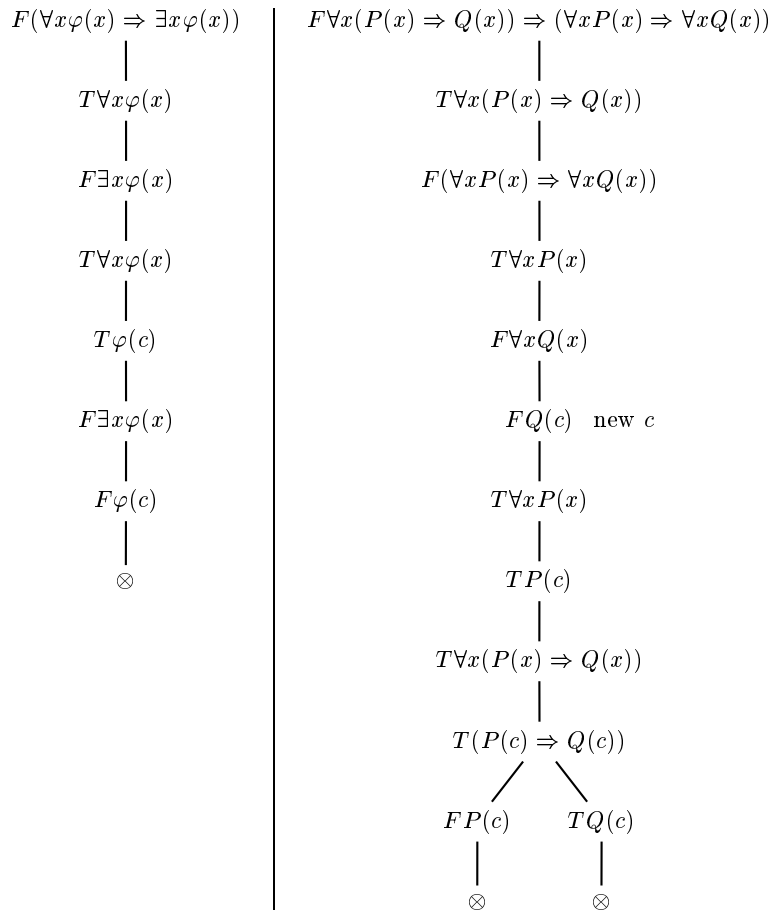 F(∀xφ(x) ⇒ ∃xφ(x))
T∀xφ(x)
F∃xφ(x)
T∀xφ(x)
Tφ(c)
F∃xφ(x)
Fφ(c)
⊗
F∀x(P(x) ⇒ Q(x)) ⇒ (∀xP(x) ⇒ ∀xQ(x))
T∀x(P(x) ⇒ Q(x))
F(∀xP(x) ⇒ ∀xQ(x))
T∀xP(x)
F∀xQ(x)
FQ(c) new c
T∀xP(x)
TP(c)
T∀x(P(x) ⇒ Q(x))
T(P(c) ⇒ Q(c))
FP(c) TQ(c)
⊗ ⊗